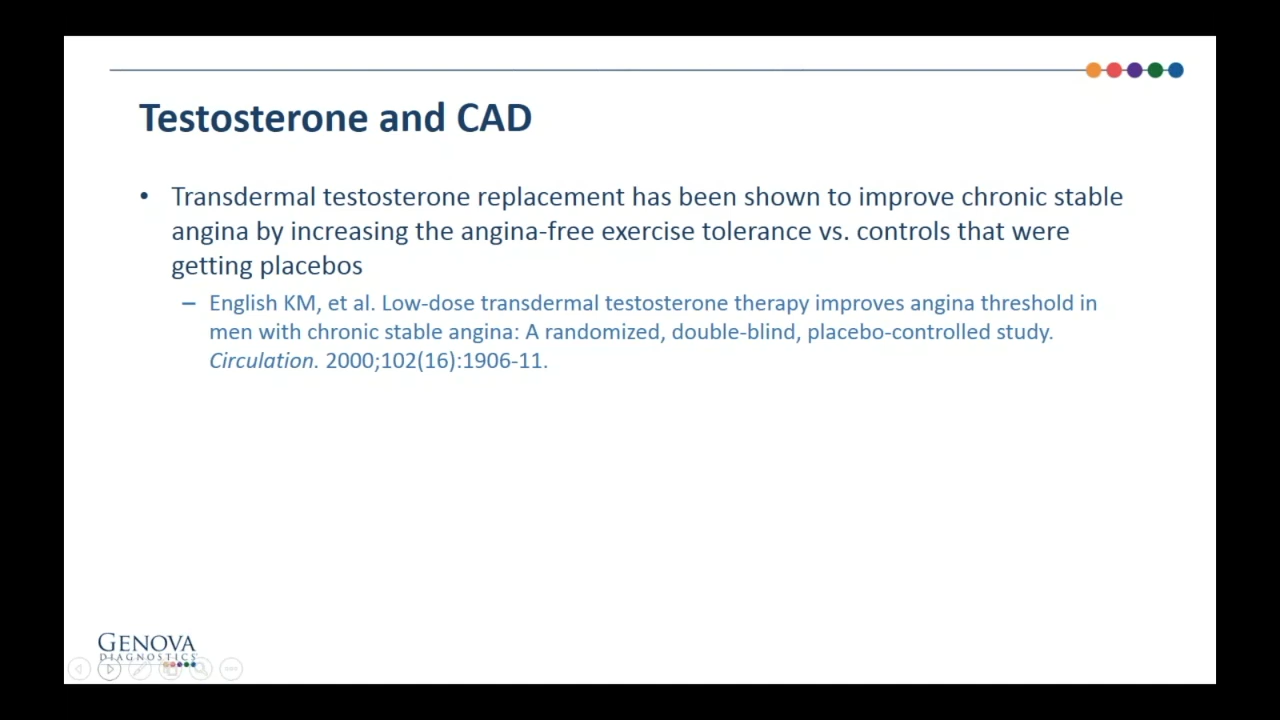 Testosterone and CAD
• Transdermal testosterone replacement has been shown to improve chronic stable
angina by increasing the angina-free exercise tolerance vs. controls that were
getting placebos
– English KM, et al. Low-dose transdermal testosterone therapy improves angina threshold in
men with chronic stable angina: A randomized, double-blind, placebo-controlled study.
Circulation. 2000;102(16):1906-11.
GENOVA
DIAGNOSTICS